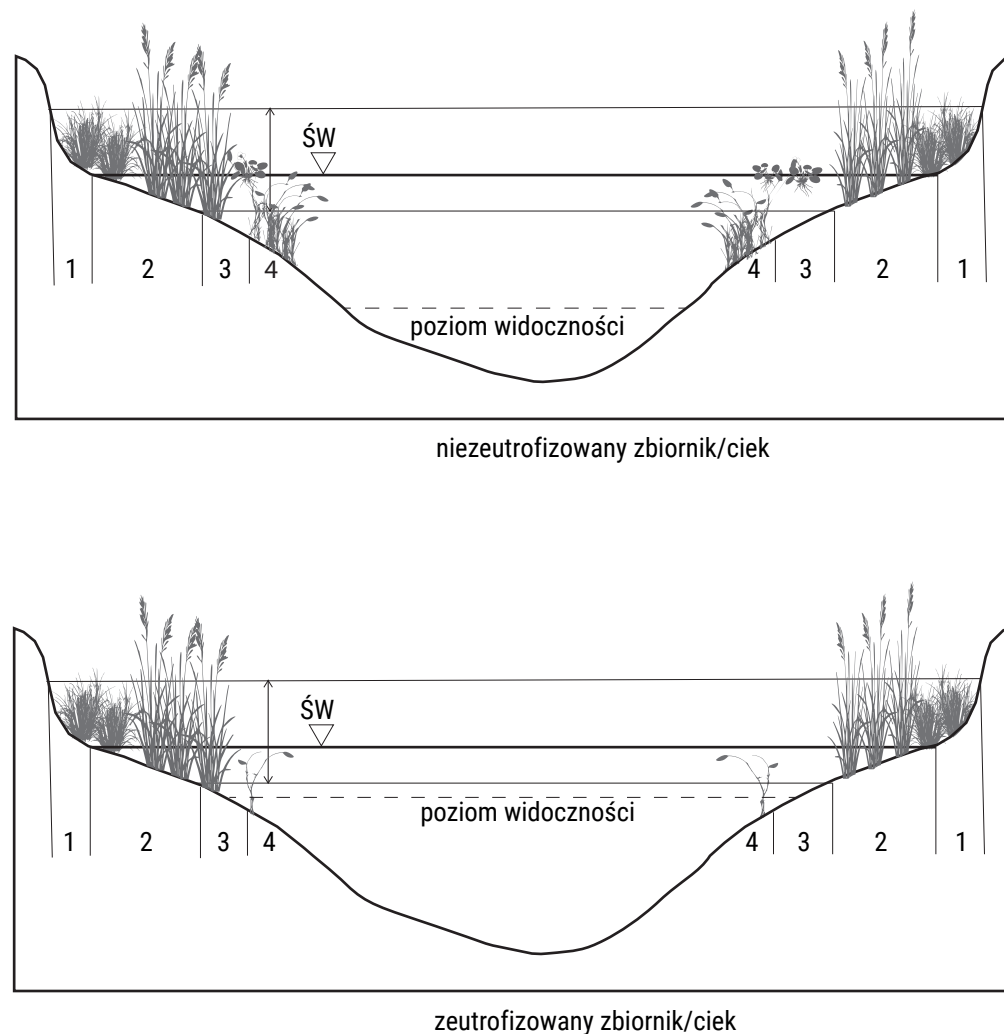 ŚW
1 2 3 4 4 3 2 1
poziom widoczności
niezeutrofizowany zbiornik/ciek
ŚW
poziom widoczności
1 2 3 4 4 3 2 1
zeutrofizowany zbiornik/ciek